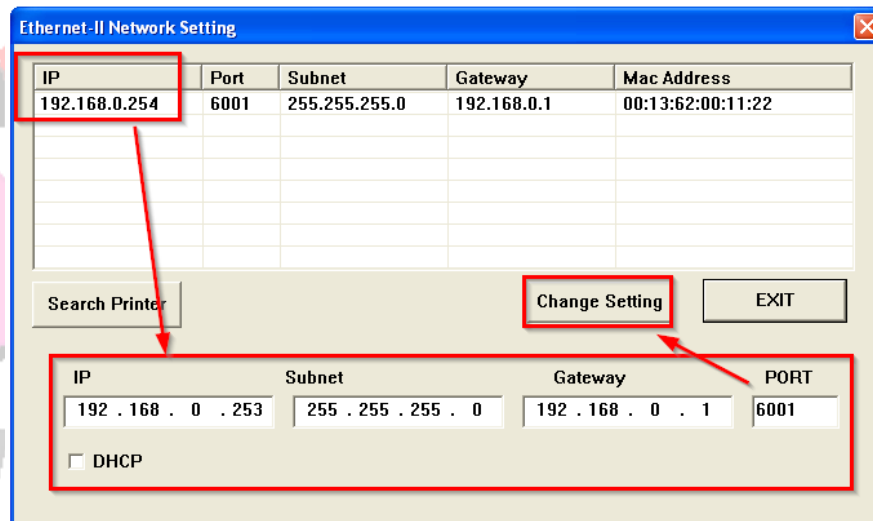 Ethernet-II Network Setting
IP Port Subnet Gateway Mac Address
192.168.0.254 6001 255.255.255.0 192.168.0.1 00:13:62:00:11:22
Search Printer Change Setting EXIT
IP Subnet Gateway PORT
192 . 168 . 0 . 253 255 . 255 . 255 . 0 192 . 168 . 0 . 1 6001
DHCP